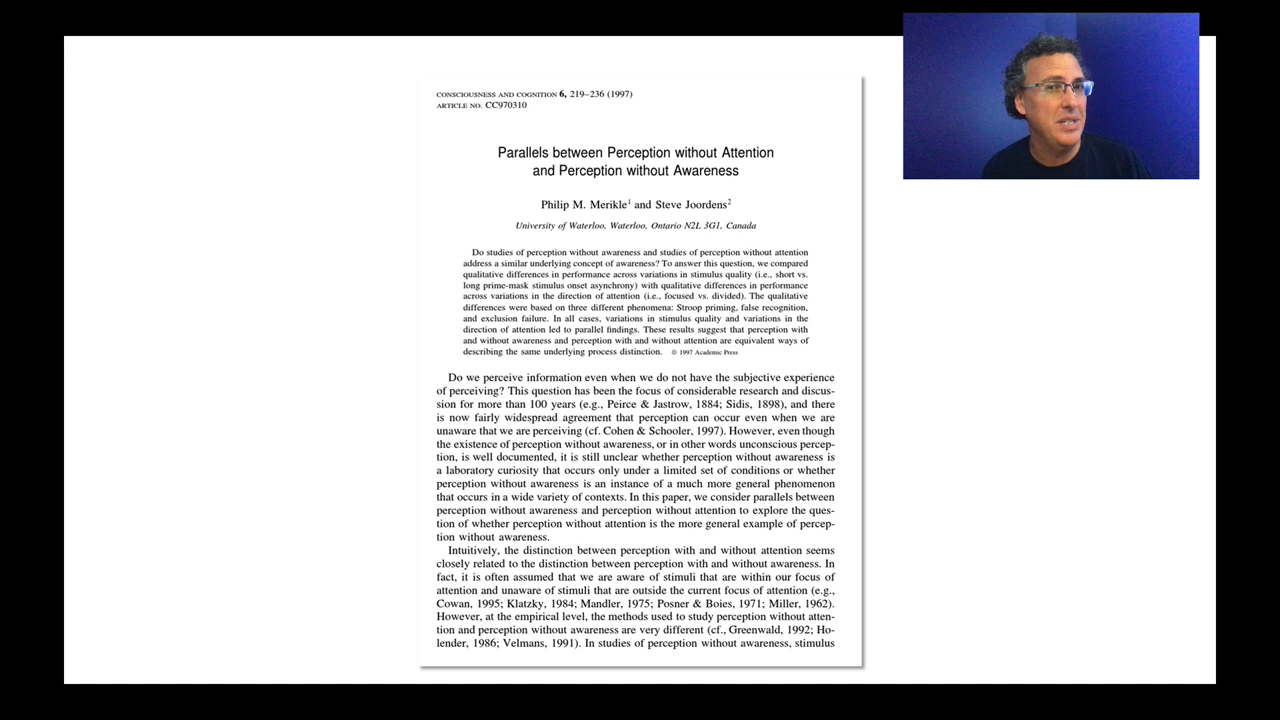 CONSCIOUSNESS AND COGNITION 6, 219–236 (1997)
ARTICLE NO. CC970310
Parallels between Perception without Attention
and Perception without Awareness
Philip M. Merikle1 and Steve Joordens2
University of Waterloo, Waterloo, Ontario N2L 3G1, Canada
Do studies of perception without awareness and studies of perception without attention
address a similar underlying concept of awareness? To answer this question, we compared
qualitative differences in performance across variations in stimulus quality (i.e., short vs.
long prime-mask stimulus onset asynchrony) with qualitative differences in performance
across variations in the direction of attention (i.e., focused vs. divided). The qualitative
differences were based on three different phenomena: Stroop priming, false recognition,
and exclusion failure. In all cases, variations in stimulus quality and variations in the
direction of attention led to parallel findings. These results suggest that perception with
and without awareness and perception with and without attention are equivalent ways of
describing the same underlying process distinction. © 1997 Academic Press
Do we perceive information even when we do not have the subjective experience
of perceiving? This question has been the focus of considerable research and discus-
sion for more than 100 years (e.g., Peirce & Jastrow, 1884; Sidis, 1898), and there
is now fairly widespread agreement that perception can occur even when we are
unaware that we are perceiving (cf. Cohen & Schooler, 1997). However, even though
the existence of perception without awareness, or in other words unconscious percep-
tion, is well documented, it is still unclear whether perception without awareness is
a laboratory curiosity that occurs only under a limited set of conditions or whether
perception without awareness is an instance of a much more general phenomenon
that occurs in a wide variety of contexts. In this paper, we consider parallels between
perception without awareness and perception without attention to explore the ques-
tion of whether perception without attention is the more general example of percep-
tion without awareness.
Intuitively, the distinction between perception with and without attention seems
closely related to the distinction between perception with and without awareness. In
fact, it is often assumed that we are aware of stimuli that are within our focus of
attention and unaware of stimuli that are outside the current focus of attention (e.g.,
Cowan, 1995; Klatzky, 1984; Mandler, 1975; Posner & Boies, 1971; Miller, 1962).
However, at the empirical level, the methods used to study perception without atten-
tion and perception without awareness are very different (cf., Greenwald, 1992; Ho-
lender, 1986; Velmans, 1991). In studies of perception without awareness, stimulus